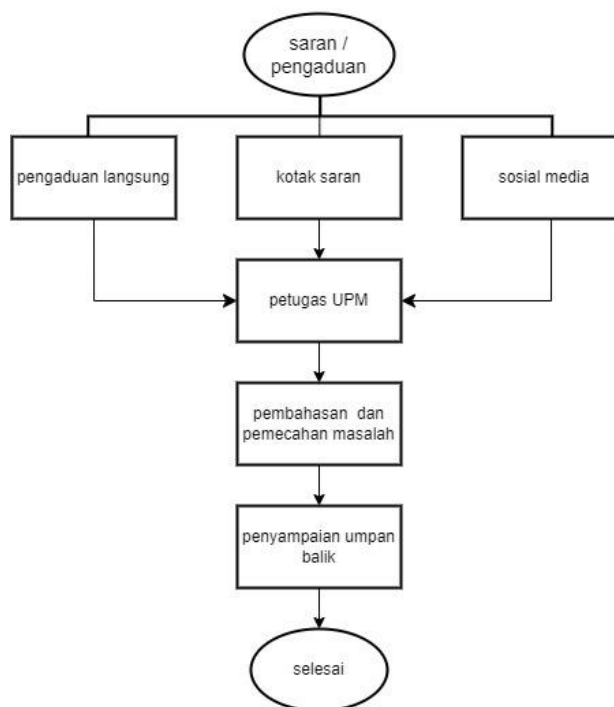 saran /
pengaduan
pengaduan langsung
kotak saran
sosial media
petugas UPM
pembahasan dan
pemecahan masalah
penyampaian umpan
balik
selesai